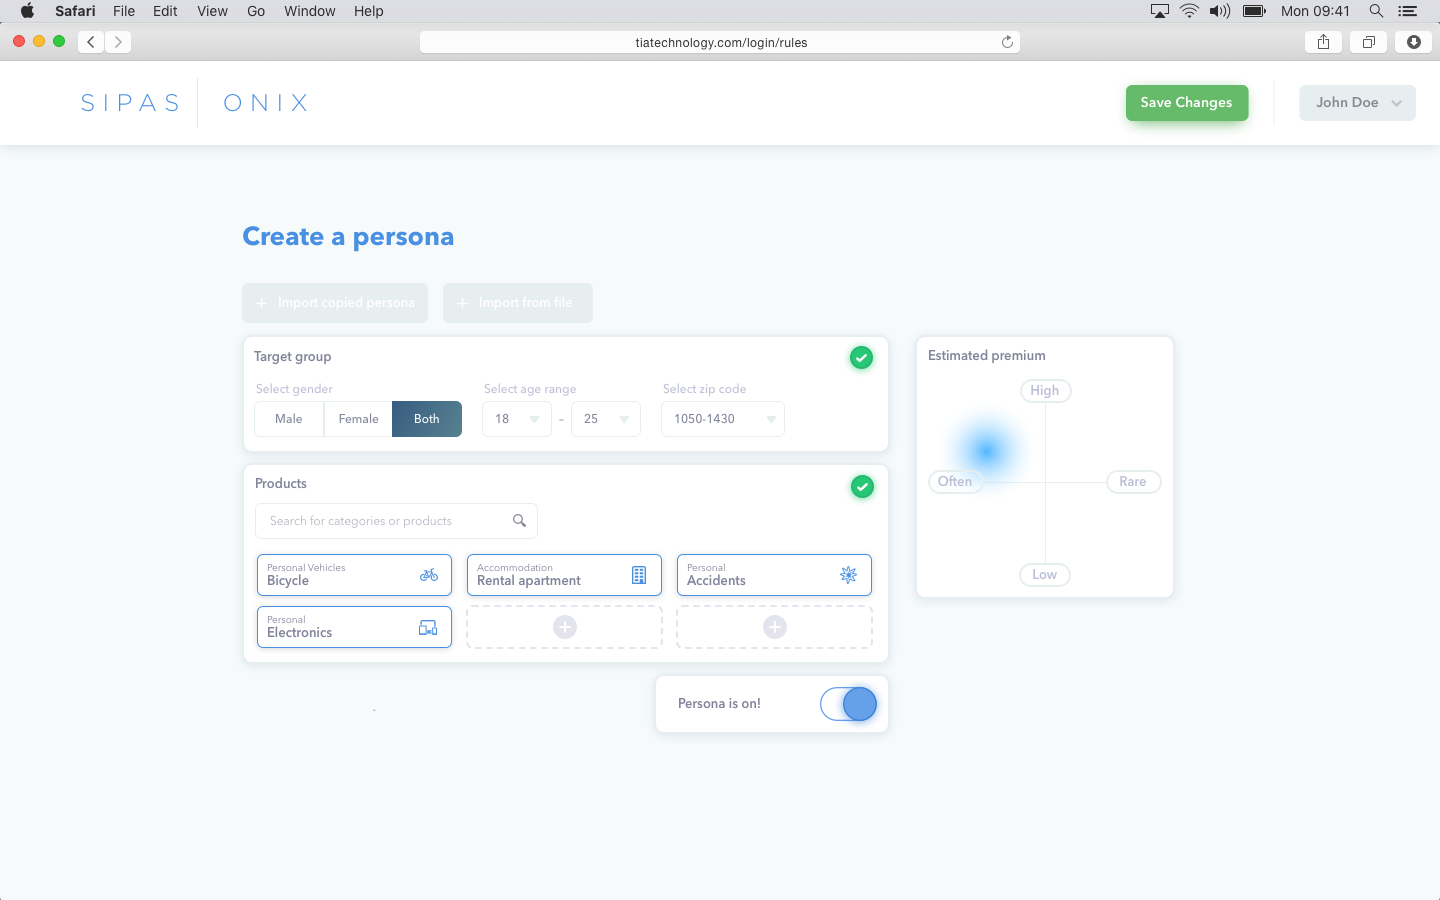 Safari File Edit View Go Window Help Mon 09:41
tiatechnology.com/login/rules
SIPAS ONIX Save Changes John Doe
Create a persona
+ Import copied persona + Import from file
Target group
Select gender Select age range Select zip code
Male Female Both 18 – 25 1050-1430
Products
Search for categories or products
Personal Vehicles
Bicycle
Accommodation
Rental apartment
Personal
Accidents
Personal
Electronics
Persona is on!
Estimated premium
High
Often Rare
Low